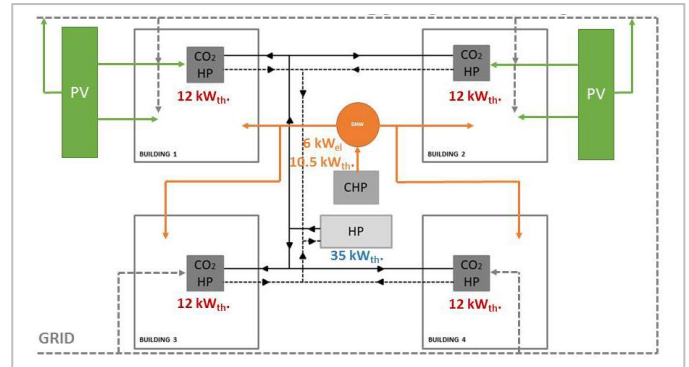 PV
CO₂
HP
12 kWth.
BUILDING 1
CO₂
HP
12 kWth.
BUILDING 2
PV
6 kWel
10.5 kWth.
CHP
HP
35 kWth.
CO₂
HP
12 kWth.
BUILDING 3
CO₂
HP
12 kWth.
BUILDING 4
GRID